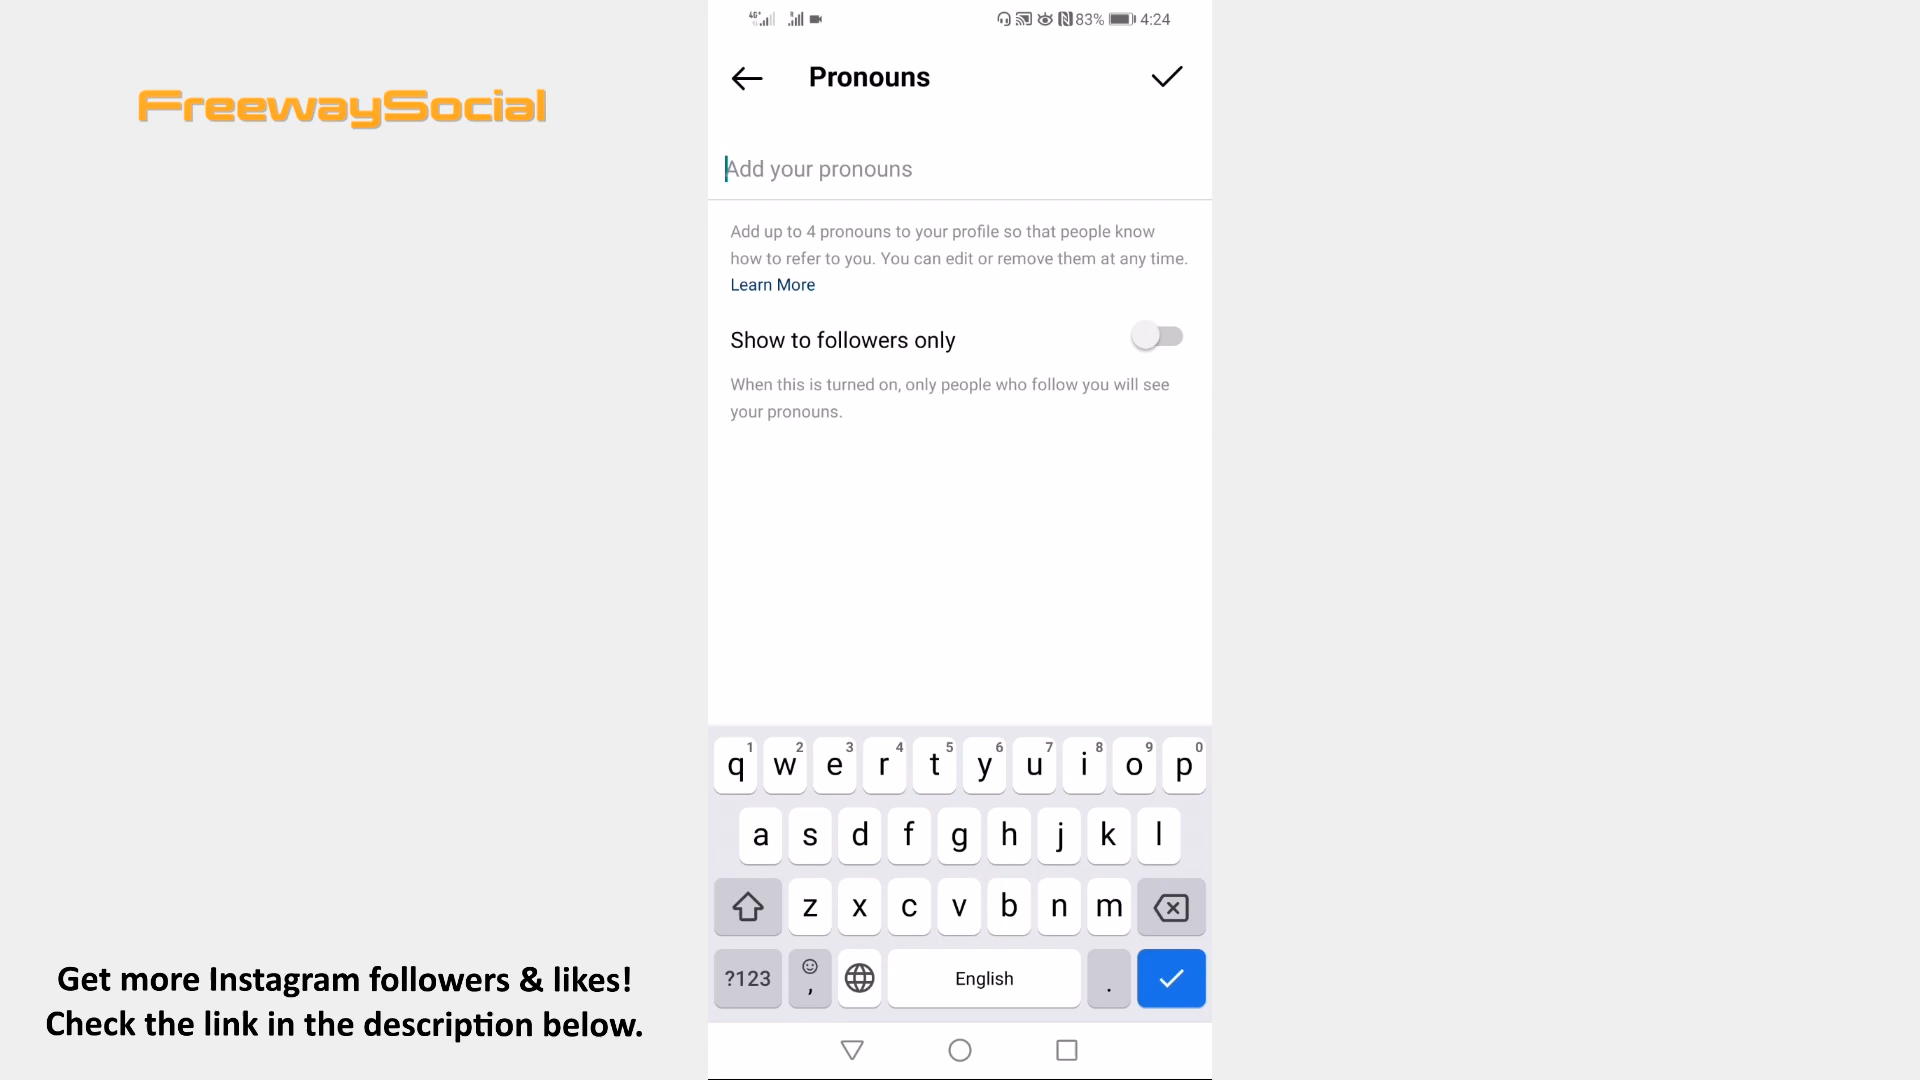 4G+ R 83% 4:24
FreewaySocial
Pronouns
Add your pronouns
Add up to 4 pronouns to your profile so that people know
how to refer to you. You can edit or remove them at any time.
Learn More
Show to followers only
When this is turned on, only people who follow you will see
your pronouns.
1 2 3 4 5 6 7 8 9 0
q w e r t y u i o p
a s d f g h j k l
z x c v b n m
?123 , English .
Get more Instagram followers & likes!
Check the link in the description below.